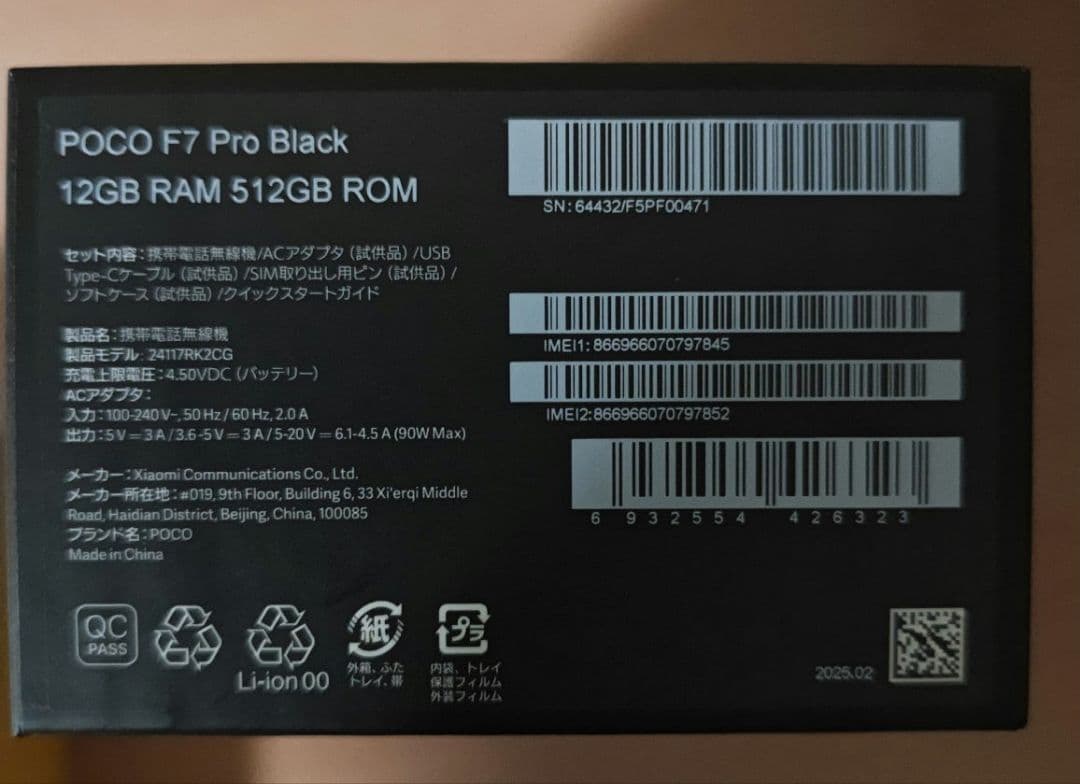 POCO F7 Pro Black
12GB RAM 512GB ROM
セット内容：携帯電話無線機/ACアダプタ（試供品）/USB
Type-Cケーブル（試供品）/SIM取り出し用ピン（試供品）/
ソフトケース（試供品）/クイックスタートガイド
製品名：携帯電話無線機
製品モデル：24117RK2CG
充電上限電圧：4.50VDC（バッテリー）
ACアダプタ：
入力：100-240 V~, 50 Hz / 60 Hz, 2.0 A
出力：5 V⎓3 A / 3.6-5 V⎓3 A / 5-20 V⎓6.1-4.5 A (90W Max)
メーカー：Xiaomi Communications Co., Ltd.
メーカー所在地：#019, 9th Floor, Building 6, 33 Xi'erqi Middle
Road, Haidian District, Beijing, China, 100085
ブランド名：POCO
Made in China
SN: 64432/F5PF00471
IMEI1: 866966070797845
IMEI2: 866966070797852
6 932554 426323
QC
PASS
Li-ion 00
紙
外箱、ふた
トレイ、帯
プラ
内袋、トレイ
保護フィルム
外装フィルム
2025.02